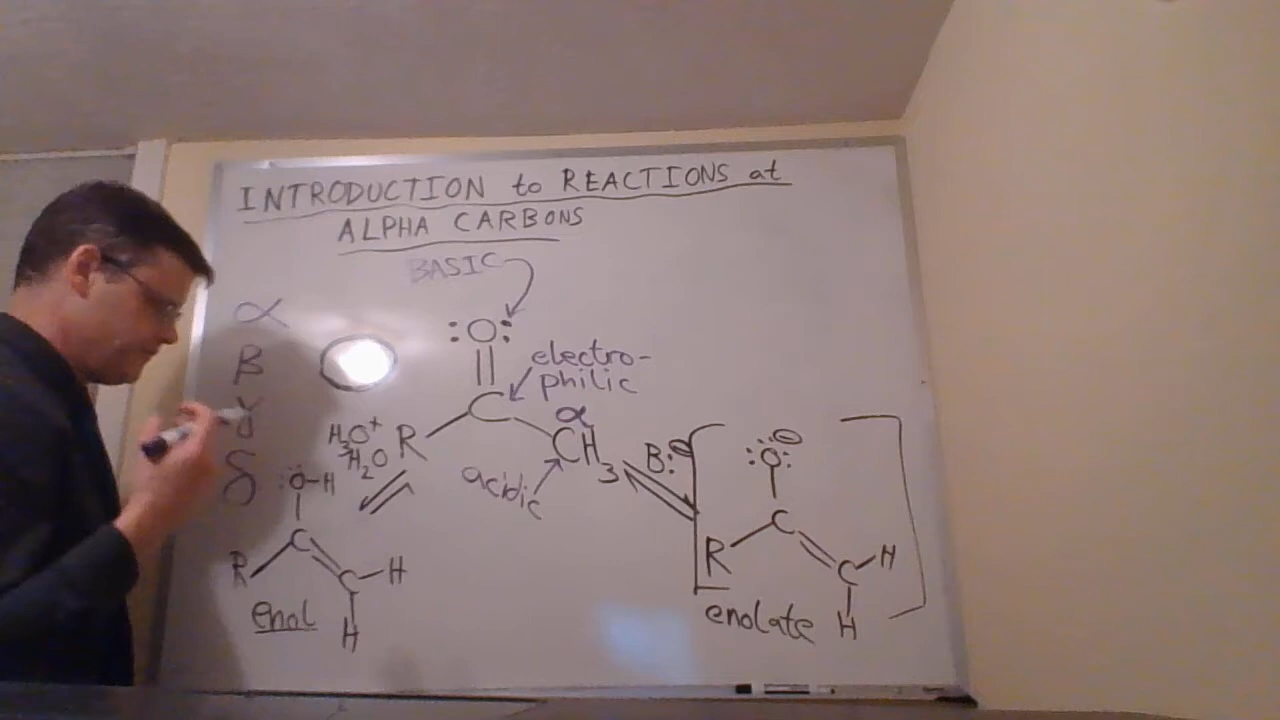 INTRODUCTION to REACTIONS at
ALPHA CARBONS
BASIC
α
β
γ
δ
:O:
electro-
philic
C
α
CH₃
R
acidic
H₃O⁺
H₂O
B:⊖
:Ö-H
C
R
C-H
H
enol
:Ö:⊖
C
R
C-H
H
enolate